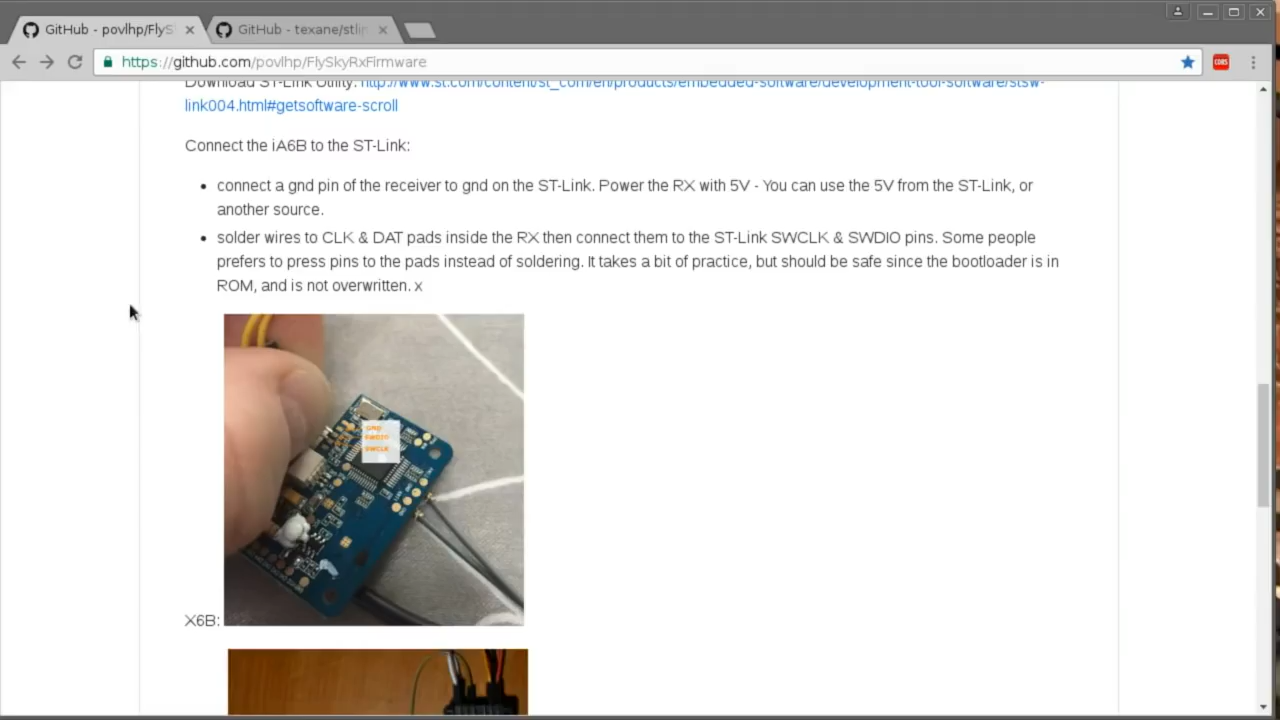 GitHub - povlhp/FlyS
GitHub - texane/stlin
https://github.com/povlhp/FlySkyRxFirmware
CORS
Download ST-Link Utility: http://www.st.com/content/st_com/en/products/embedded-software/development-tool-software/stsw-
link004.html#getsoftware-scroll
Connect the iA6B to the ST-Link:
connect a gnd pin of the receiver to gnd on the ST-Link. Power the RX with 5V - You can use the 5V from the ST-Link, or
another source.
solder wires to CLK & DAT pads inside the RX then connect them to the ST-Link SWCLK & SWDIO pins. Some people
prefers to press pins to the pads instead of soldering. It takes a bit of practice, but should be safe since the bootloader is in
ROM, and is not overwritten. x
GND
SWDIO
SWCLK
X6B: